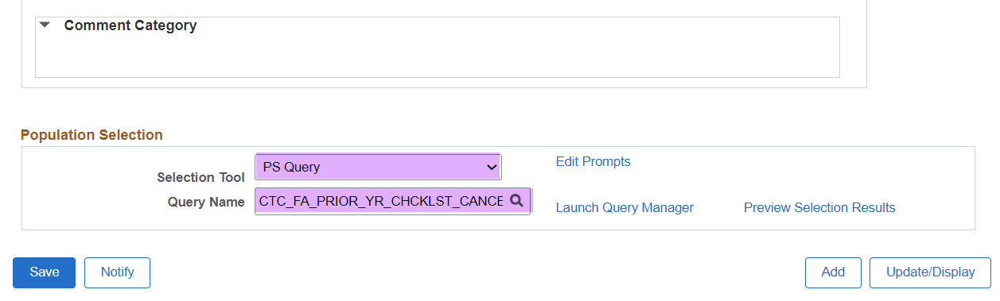 Comment Category
Population Selection
Selection Tool PS Query Edit Prompts
Query Name CTC_FA_PRIOR_YR_CHCKLST_CANCE Launch Query Manager Preview Selection Results
Save Notify Add Update/Display